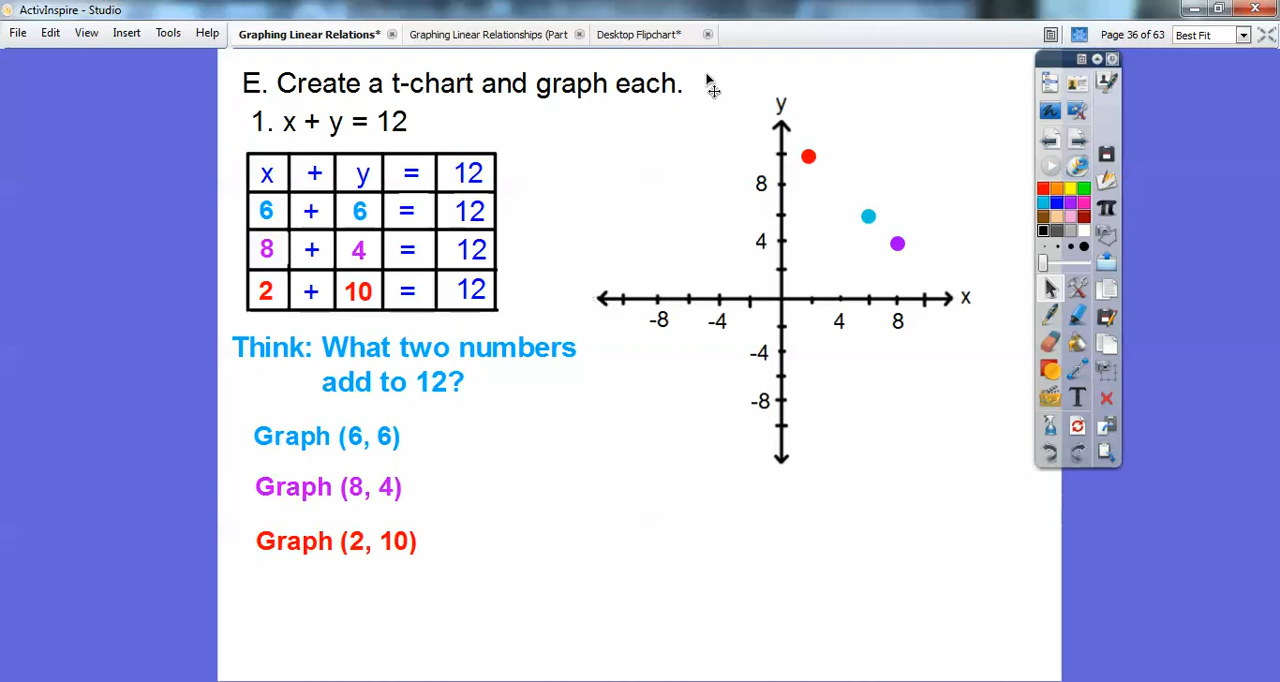 ActivInspire - Studio
File Edit View Insert Tools Help
Graphing Linear Relations* Graphing Linear Relationships (Part Desktop Flipchart*
Page 36 of 63 Best Fit
E. Create a t-chart and graph each.
1. x + y = 12
x + y = 12
6 + 6 = 12
8 + 4 = 12
2 + 10 = 12
Think: What two numbers
add to 12?
Graph (6, 6)
Graph (8, 4)
Graph (2, 10)
y
8
4
x
-8 -4 4 8
-4
-8